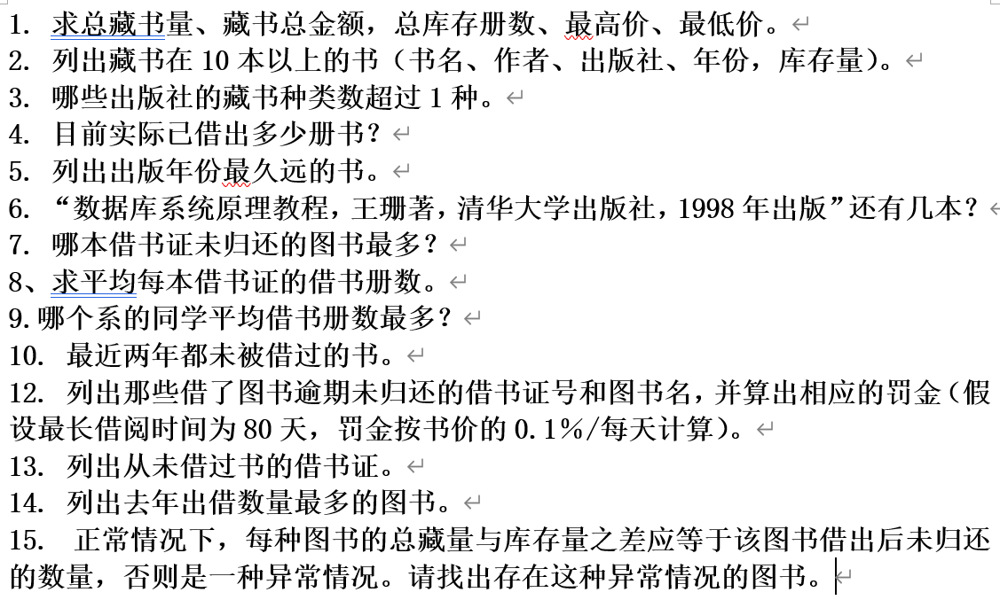 1. 求总藏书量、藏书总金额，总库存册数、最高价、最低价。
2. 列出藏书在 10 本以上的书（书名、作者、出版社、年份，库存量）。
3. 哪些出版社的藏书种类数超过 1 种。
4. 目前实际已借出多少册书？
5. 列出出版年份最久远的书。
6. “数据库系统原理教程，王珊著，清华大学出版社，1998 年出版”还有几本？
7. 哪本借书证未归还的图书最多？
8、求平均每本借书证的借书册数。
9.哪个系的同学平均借书册数最多？
10. 最近两年都未被借过的书。
12. 列出那些借了图书逾期未归还的借书证号和图书名，并算出相应的罚金（假
设最长借阅时间为 80 天，罚金按书价的 0.1%/每天计算）。
13. 列出从未借过书的借书证。
14. 列出去年出借数量最多的图书。
15. 正常情况下，每种图书的总藏量与库存量之差应等于该图书借出后未归还
的数量，否则是一种异常情况。请找出存在这种异常情况的图书。